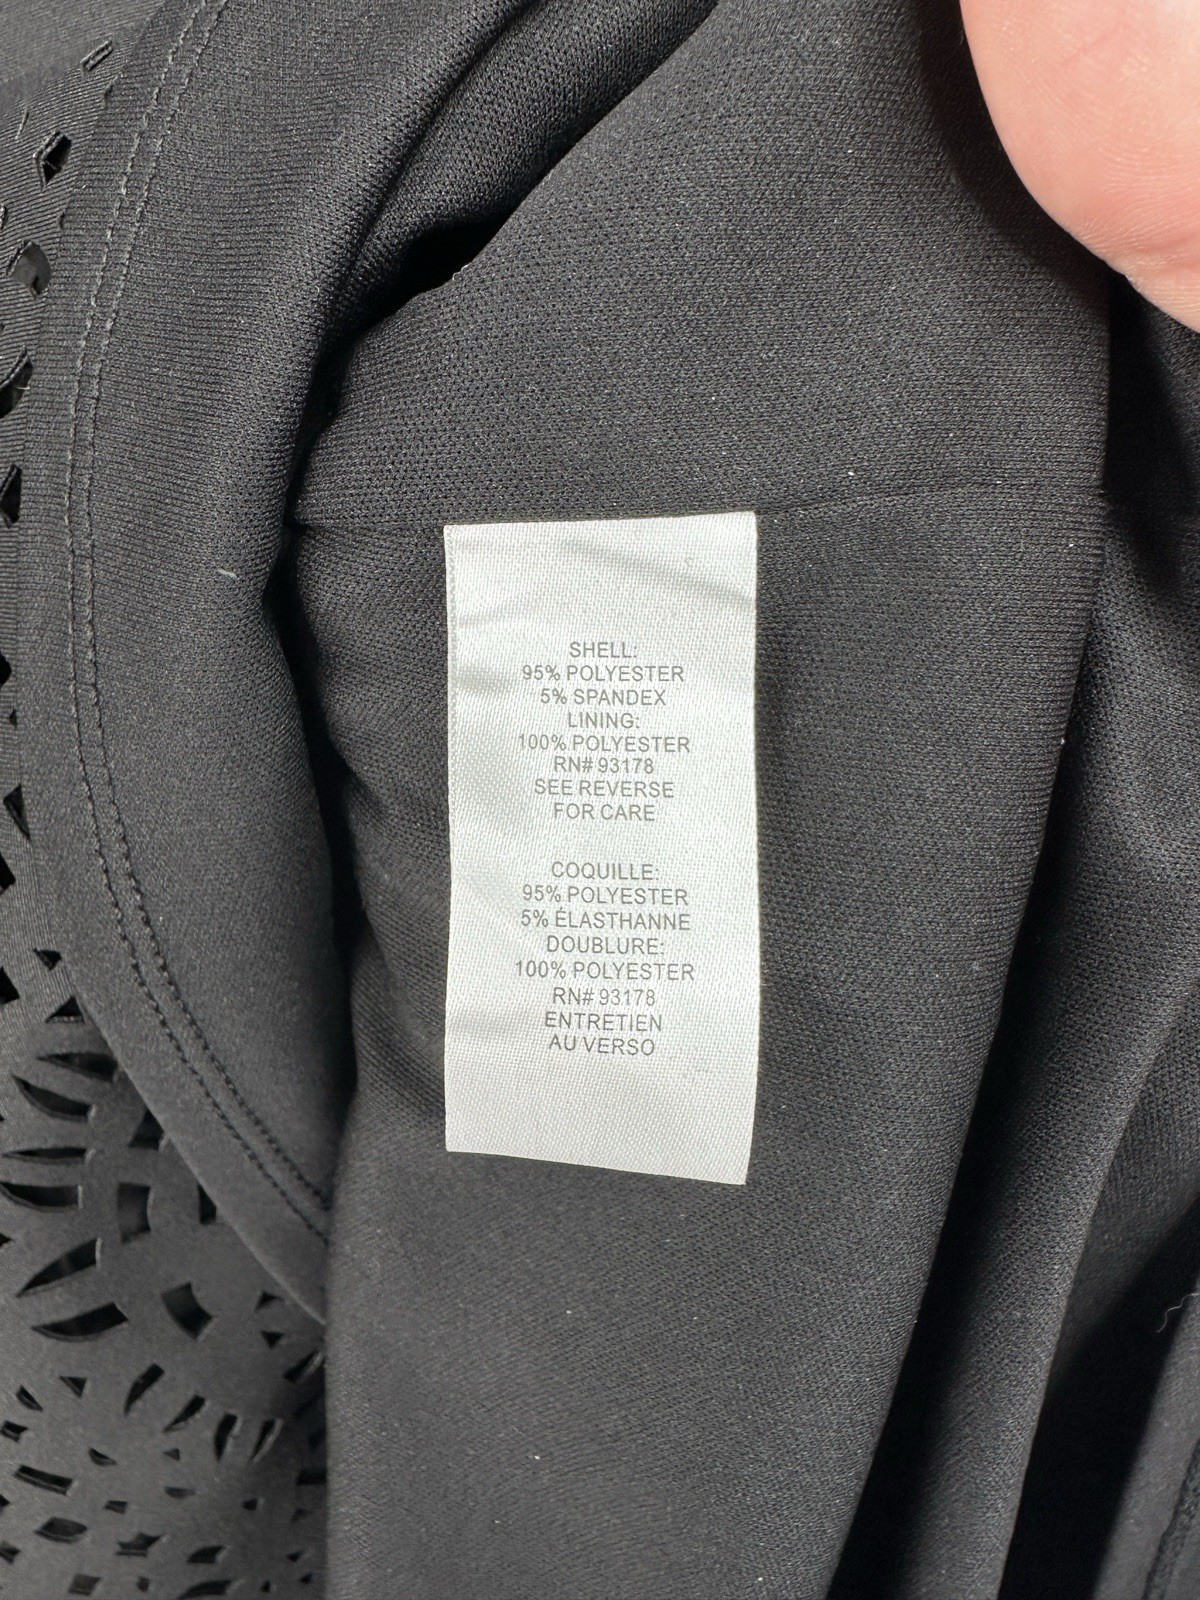 SHELL:
95% POLYESTER
5% SPANDEX
LINING:
100% POLYESTER
RN# 93178
SEE REVERSE
FOR CARE
COQUILLE:
95% POLYESTER
5% ÉLASTHANNE
DOUBLURE:
100% POLYESTER
RN# 93178
ENTRETIEN
AU VERSO